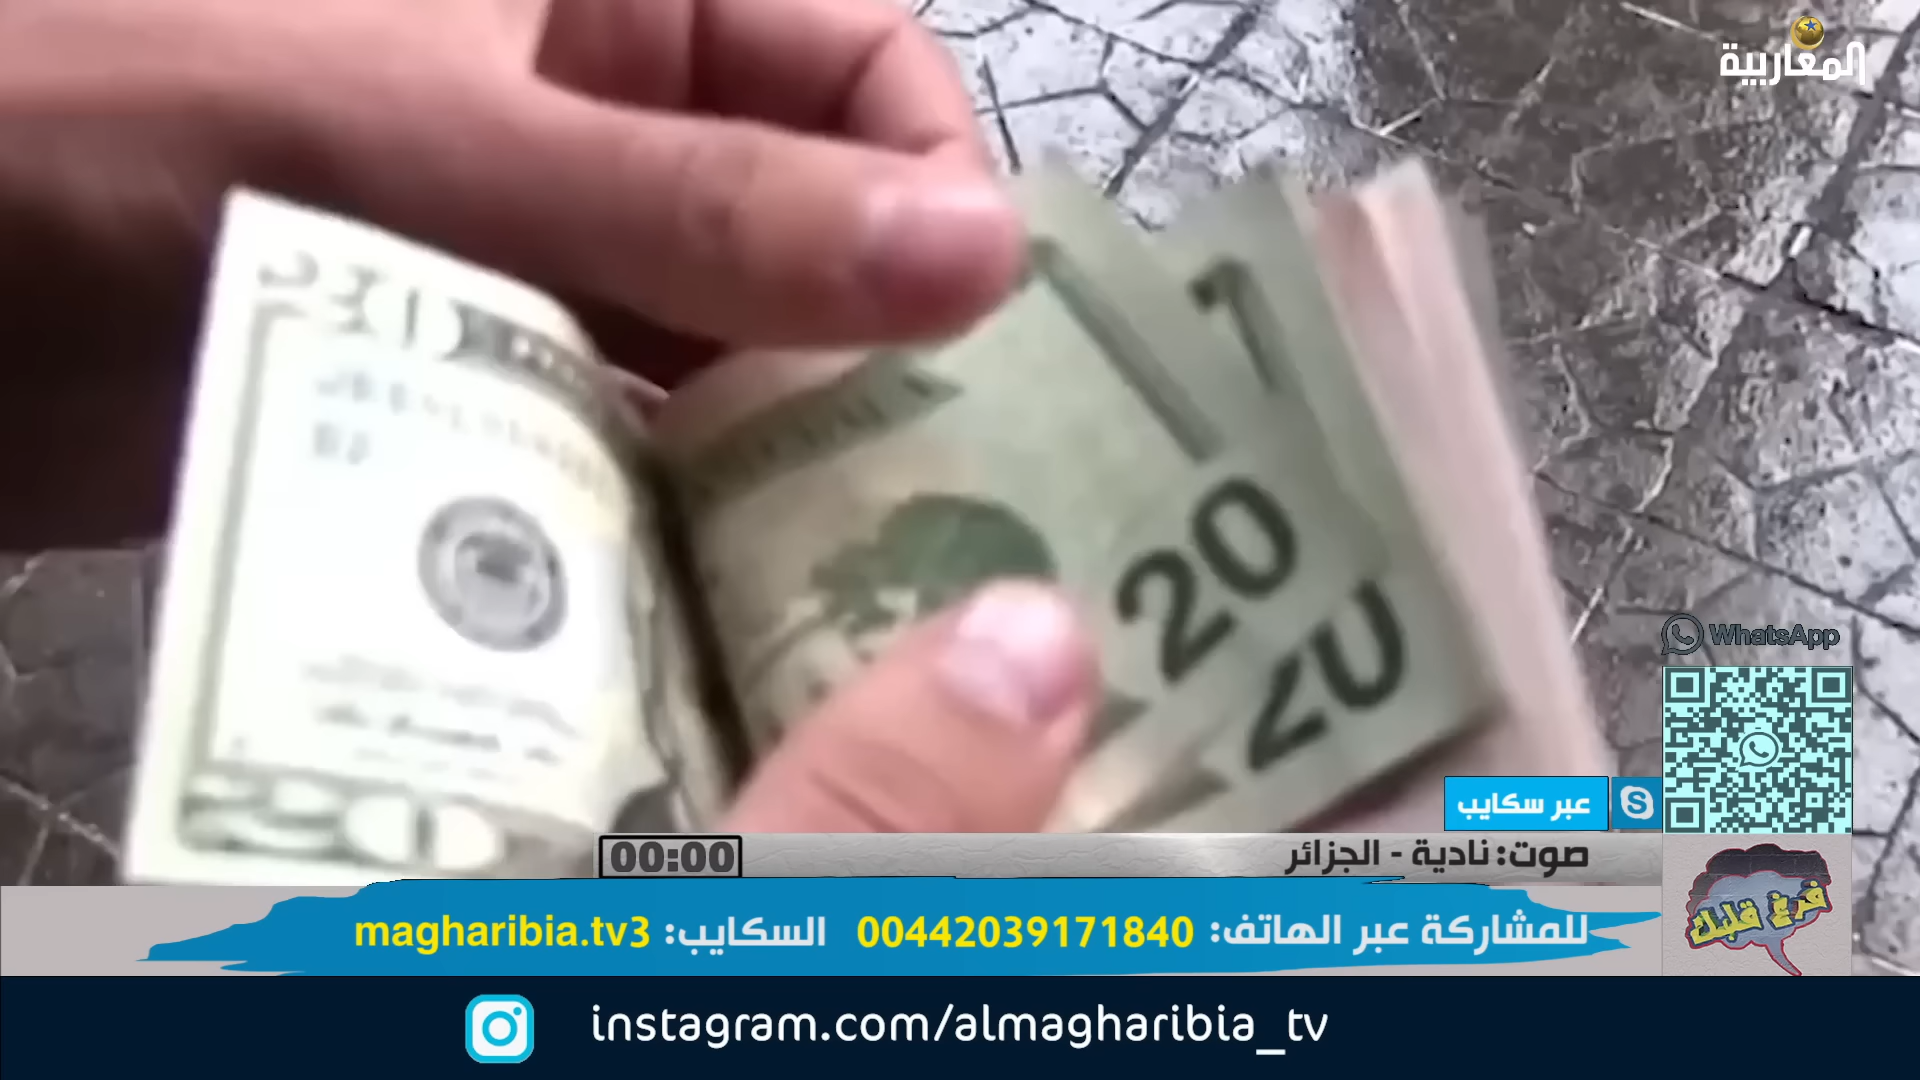 المغاربية
20
20
WhatsApp
عبر سكايب
صوت: نادية - الجزائر
00:00
للمشاركة عبر الهاتف: 00442039171840 السكايب: magharibia.tv3
فرغ قلبك
instagram.com/almagharibia_tv